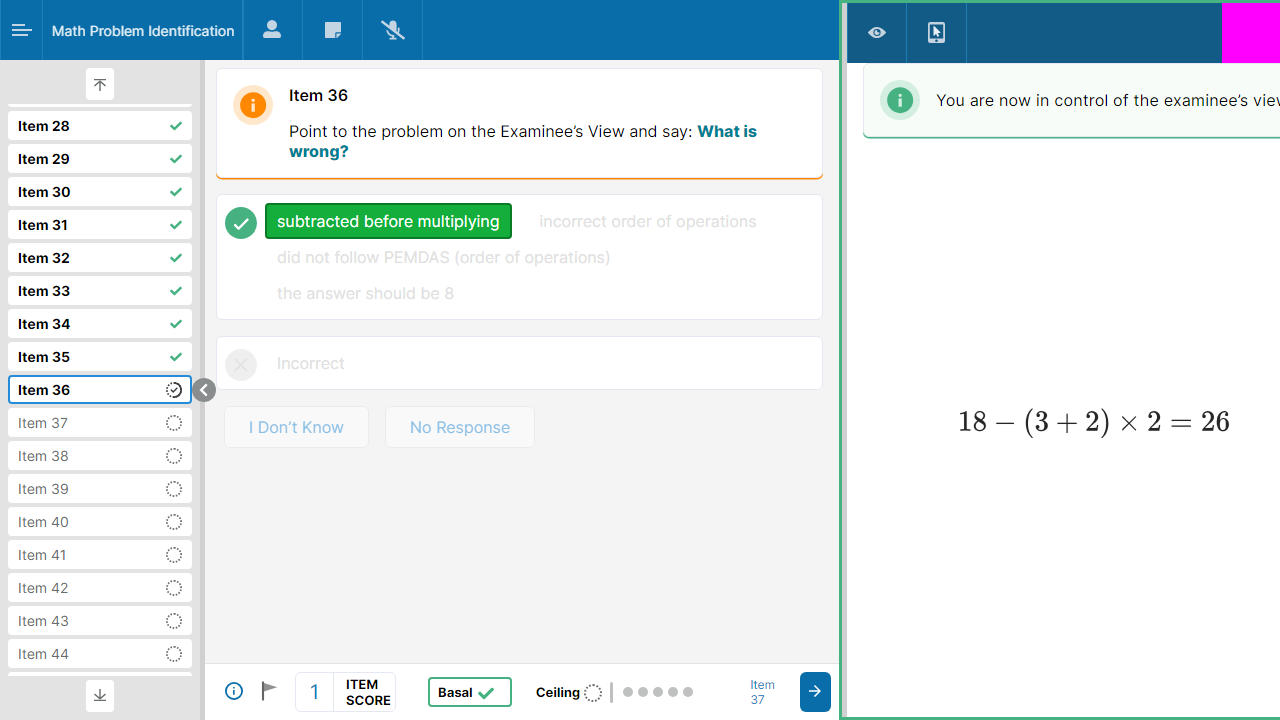 Math Problem Identification
Item 28
Item 29
Item 30
Item 31
Item 32
Item 33
Item 34
Item 35
Item 36
Item 37
Item 38
Item 39
Item 40
Item 41
Item 42
Item 43
Item 44
Item 36
Point to the problem on the Examinee’s View and say: What is
wrong?
subtracted before multiplying incorrect order of operations
did not follow PEMDAS (order of operations)
the answer should be 8
Incorrect
I Don’t Know No Response
1 ITEM
SCORE
Basal
Ceiling
Item
37
You are now in control of the examinee’s
18 − (3 + 2) × 2 = 26